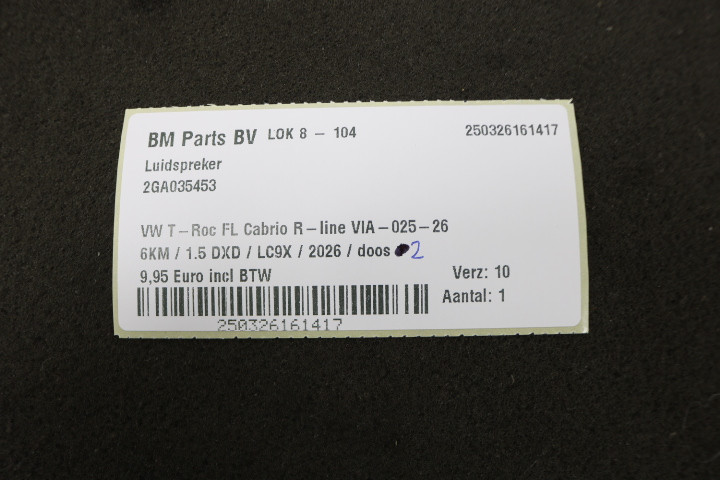 BM Parts BV LOK 8 - 104 250326161417
Luidspreker
2GA035453
VW T-Roc FL Cabrio R-line VIA-025-26
6KM / 1.5 DXD / LC9X / 2026 / doos 2
9,95 Euro incl BTW Verz: 10
Aantal: 1
250326161417